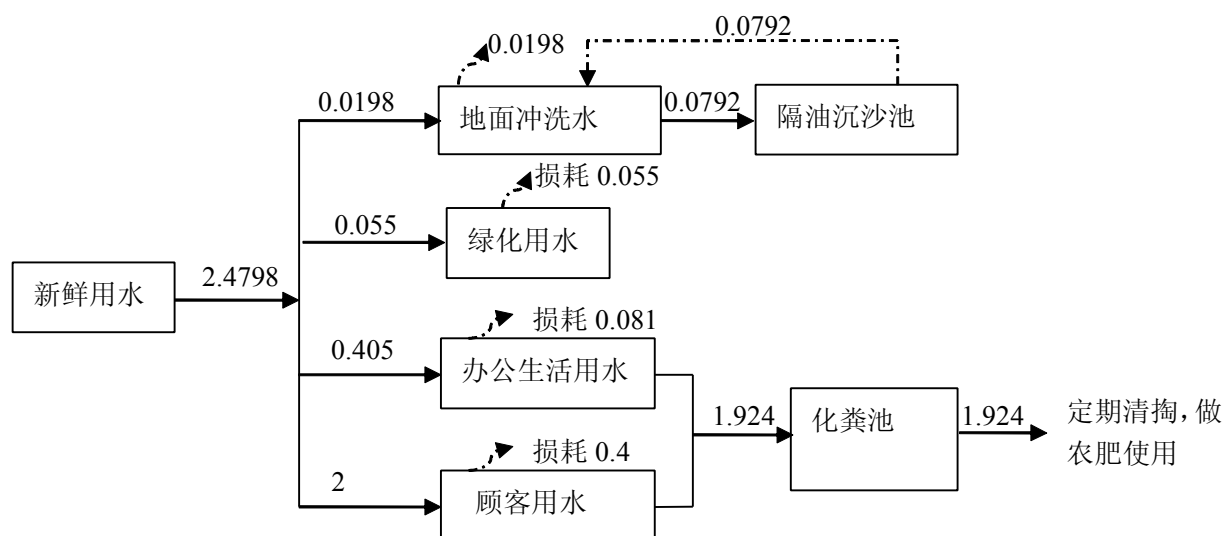 0.0792
0.0198
0.0198
地面冲洗水
0.0792
隔油沉沙池
损耗 0.055
0.055
绿化用水
新鲜用水
2.4798
损耗 0.081
0.405
办公生活用水
1.924
化粪池
1.924
定期清掏，做
农肥使用
损耗 0.4
2
顾客用水